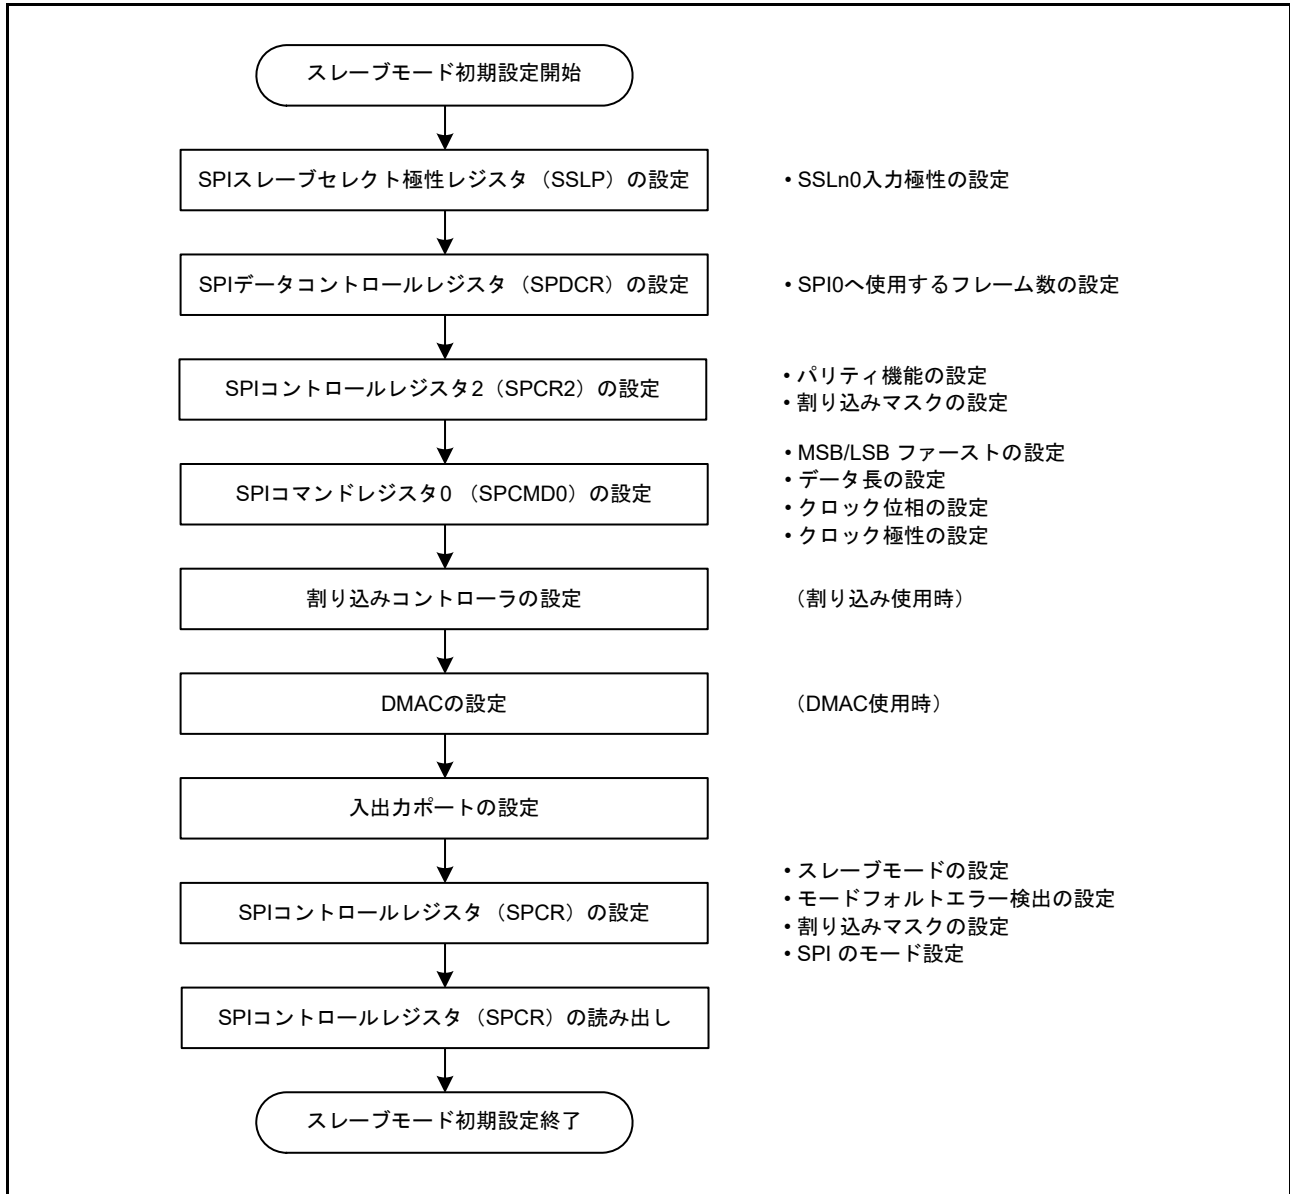 スレーブモード初期設定開始
SPIスレーブセレクト極性レジスタ（SSLP）の設定
• SSLn0入力極性の設定
SPIデータコントロールレジスタ（SPDCR）の設定
• SPI0へ使用するフレーム数の設定
SPIコントロールレジスタ2（SPCR2）の設定
• パリティ機能の設定
• 割り込みマスクの設定
SPIコマンドレジスタ0 （SPCMD0）の設定
• MSB/LSB ファーストの設定
• データ長の設定
• クロック位相の設定
• クロック極性の設定
割り込みコントローラの設定
（割り込み使用時）
DMACの設定
（DMAC使用時）
入出力ポートの設定
SPIコントロールレジスタ（SPCR）の設定
• スレーブモードの設定
• モードフォルトエラー検出の設定
• 割り込みマスクの設定
• SPI のモード設定
SPIコントロールレジスタ（SPCR）の読み出し
スレーブモード初期設定終了